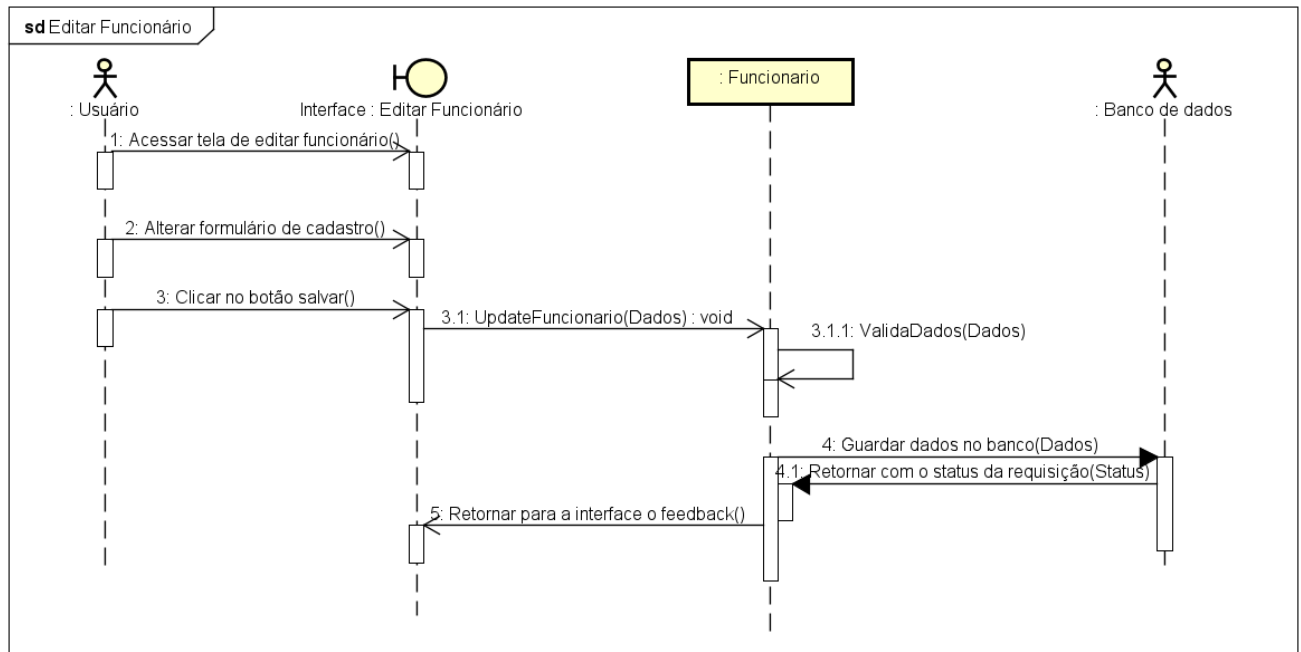 sd Editar Funcionário
: Usuário
Interface : Editar Funcionário
: Funcionario
: Banco de dados
1: Acessar tela de editar funcionário()
2: Alterar formulário de cadastro()
3: Clicar no botão salvar()
3.1: UpdateFuncionario(Dados) : void
3.1.1: ValidaDados(Dados)
4: Guardar dados no banco(Dados)
4.1: Retornar com o status da requisição(Status)
5: Retornar para a interface o feedback()